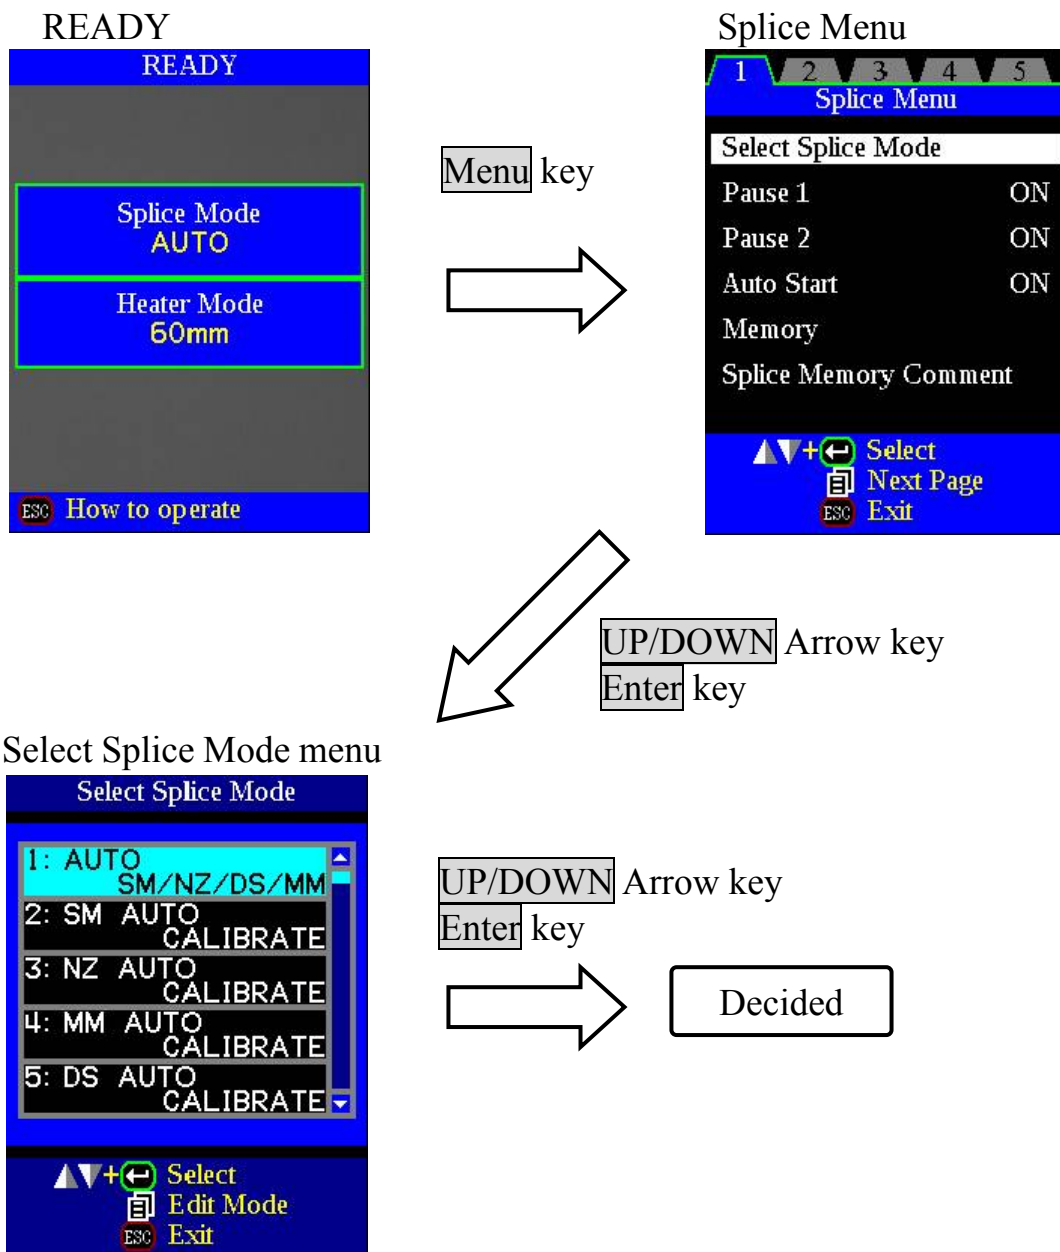 READY
READY
Splice Mode
AUTO
Heater Mode
60mm
ESC How to operate
Menu key
Splice Menu
1 2 3 4 5
Splice Menu
Select Splice Mode
Pause 1 ON
Pause 2 ON
Auto Start ON
Memory
Splice Memory Comment
+ Select
Next Page
ESC Exit
UP/DOWN Arrow key
Enter key
Select Splice Mode menu
Select Splice Mode
1: AUTO
SM/NZ/DS/MM
2: SM AUTO
CALIBRATE
3: NZ AUTO
CALIBRATE
4: MM AUTO
CALIBRATE
5: DS AUTO
CALIBRATE
+ Select
Edit Mode
ESC Exit
UP/DOWN Arrow key
Enter key
Decided